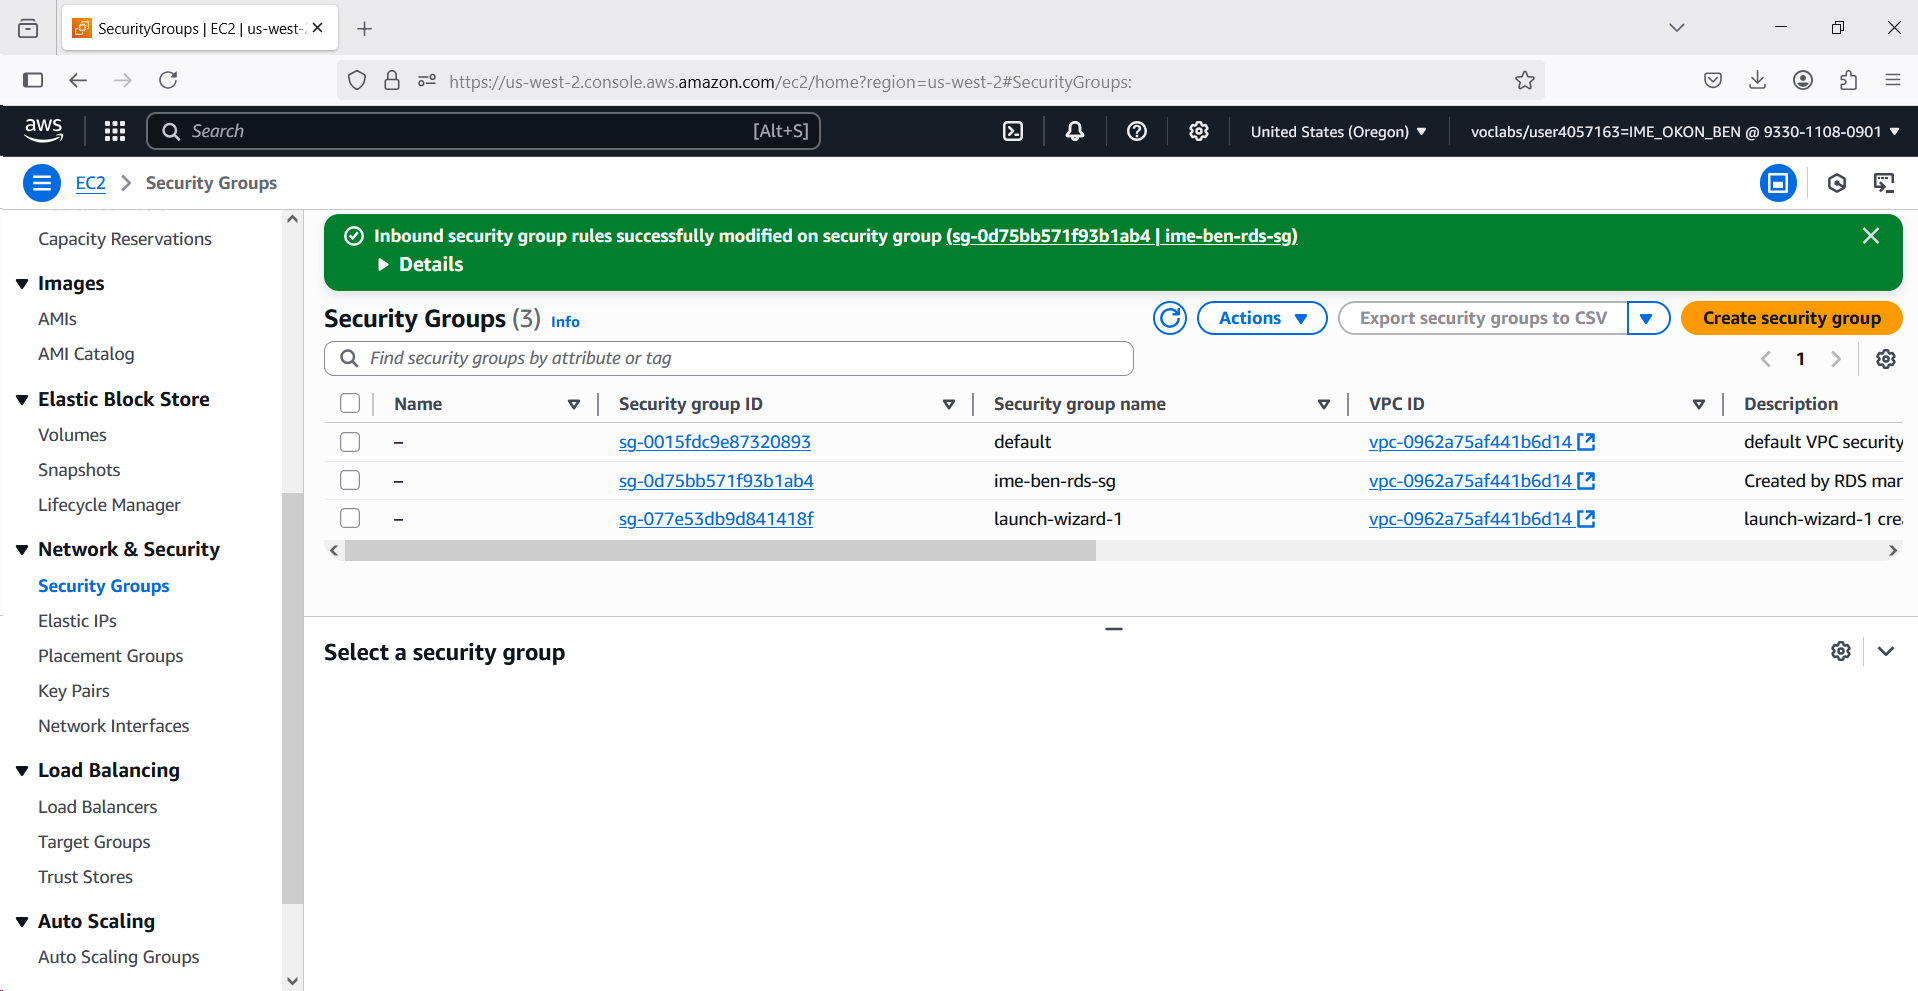 SecurityGroups | EC2 | us-west-
https://us-west-2.console.aws.amazon.com/ec2/home?region=us-west-2#SecurityGroups:
aws
Search
[Alt+S]
United States (Oregon)
voclabs/user4057163=IME_OKON_BEN @ 9330-1108-0901
EC2
Security Groups
Capacity Reservations
Images
AMIs
AMI Catalog
Elastic Block Store
Volumes
Snapshots
Lifecycle Manager
Network & Security
Security Groups
Elastic IPs
Placement Groups
Key Pairs
Network Interfaces
Load Balancing
Load Balancers
Target Groups
Trust Stores
Auto Scaling
Auto Scaling Groups
Inbound security group rules successfully modified on security group (sg-0d75bb571f93b1ab4 | ime-ben-rds-sg)
Details
Security Groups (3) Info
Actions
Export security groups to CSV
Create security group
Find security groups by attribute or tag
1
Name Security group ID Security group name VPC ID Description
– sg-0015fdc9e87320893 default vpc-0962a75af441b6d14 default VPC security
– sg-0d75bb571f93b1ab4 ime-ben-rds-sg vpc-0962a75af441b6d14 Created by RDS mar
– sg-077e53db9d841418f launch-wizard-1 vpc-0962a75af441b6d14 launch-wizard-1 cre
Select a security group